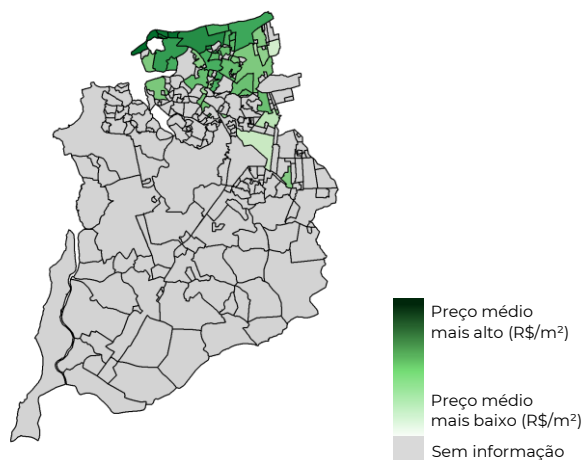 Preço médio
mais alto (R$/m²)
Preço médio
mais baixo (R$/m²)
Sem informação